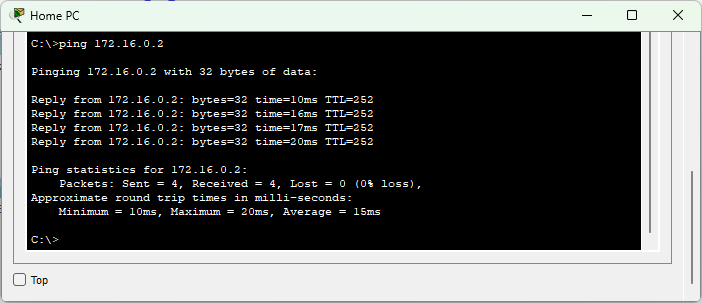 Home PC
C:\>ping 172.16.0.2
Pinging 172.16.0.2 with 32 bytes of data:
Reply from 172.16.0.2: bytes=32 time=10ms TTL=252
Reply from 172.16.0.2: bytes=32 time=16ms TTL=252
Reply from 172.16.0.2: bytes=32 time=17ms TTL=252
Reply from 172.16.0.2: bytes=32 time=20ms TTL=252
Ping statistics for 172.16.0.2:
    Packets: Sent = 4, Received = 4, Lost = 0 (0% loss),
Approximate round trip times in milli-seconds:
    Minimum = 10ms, Maximum = 20ms, Average = 15ms
C:\>
Top